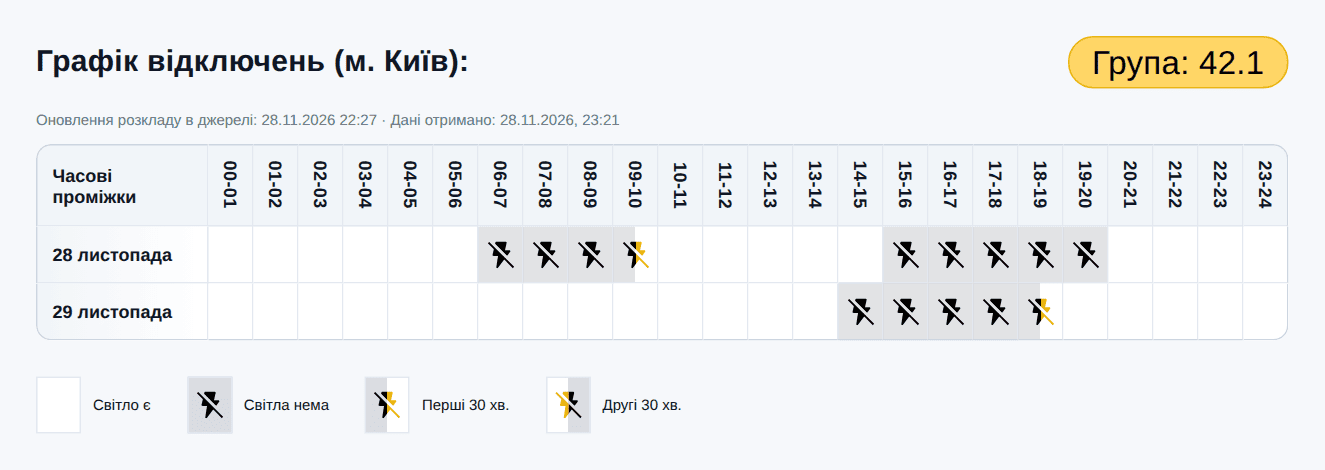 Графік відключень (м. Київ):
Група: 42.1
Оновлення розкладу в джерелі: 28.11.2026 22:27 · Дані отримано: 28.11.2026, 23:21
Часові
проміжки
00-01
01-02
02-03
03-04
04-05
05-06
06-07
07-08
08-09
09-10
10-11
11-12
12-13
13-14
14-15
15-16
16-17
17-18
18-19
19-20
20-21
21-22
22-23
23-24
28 листопада
29 листопада
Світло є
Світла нема
Перші 30 хв.
Другі 30 хв.